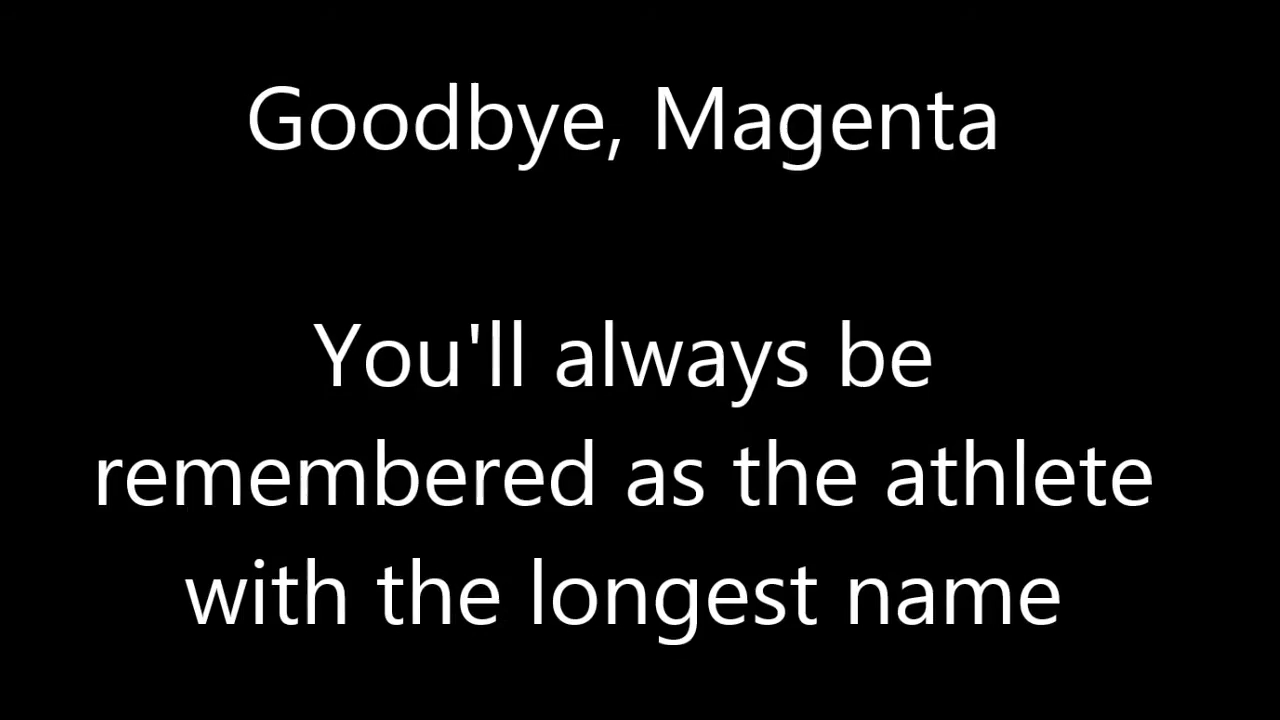 Goodbye, Magenta
You'll always be
remembered as the athlete
with the longest name